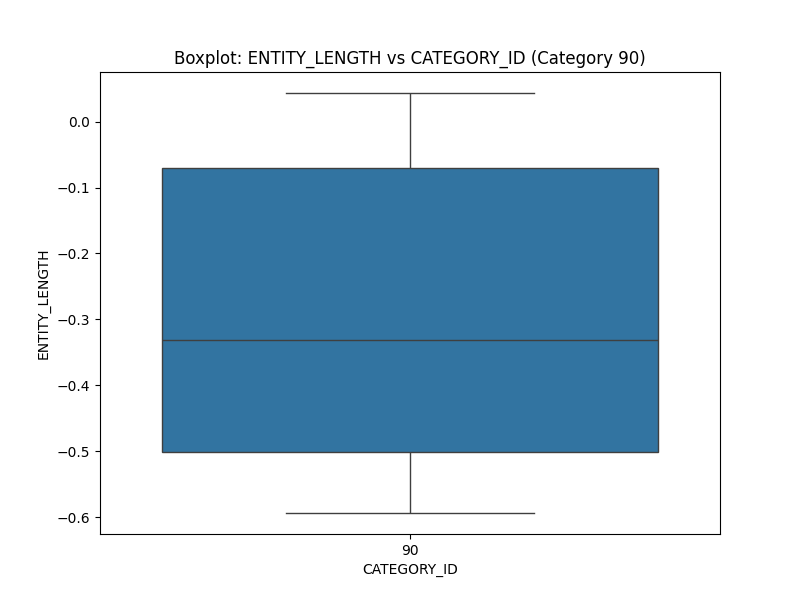 Boxplot: ENTITY_LENGTH vs CATEGORY_ID (Category 90)
0.0
−0.1
−0.2
−0.3
−0.4
−0.5
−0.6
ENTITY_LENGTH
90
CATEGORY_ID